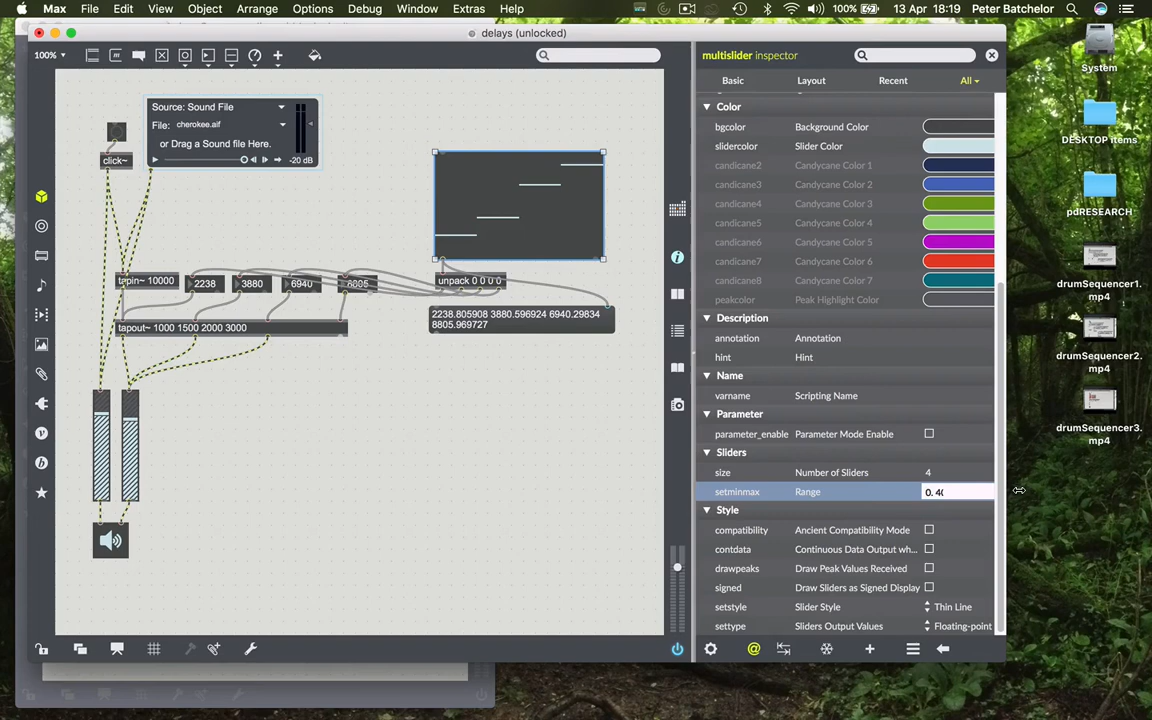 Max File Edit View Object Arrange Options Debug Window Extras Help 100% 13 Apr 18:19 Peter Batchelor
delays (unlocked)
100%
multislider inspector
Basic Layout Recent All
Source: Sound File
File: cherokee.aif
or Drag a Sound file Here.
-20 dB
click~
tapin~ 10000
2238
3880
6940
8805
unpack 0 0 0 0
tapout~ 1000 1500 2000 3000
2238.805908 3880.596924 6940.29834
8805.969727
Color
bgcolor Background Color
slidercolor Slider Color
candicane2 Candycane Color 1
candicane3 Candycane Color 2
candicane4 Candycane Color 3
candicane5 Candycane Color 4
candicane6 Candycane Color 5
candicane7 Candycane Color 6
candicane8 Candycane Color 7
peakcolor Peak Highlight Color
Description
annotation Annotation
hint Hint
Name
varname Scripting Name
Parameter
parameter_enable Parameter Mode Enable
Sliders
size Number of Sliders 4
setminmax Range 0. 40
Style
compatibility Ancient Compatibility Mode
contdata Continuous Data Output wh...
drawpeaks Draw Peak Values Received
signed Draw Sliders as Signed Display
setstyle Slider Style Thin Line
settype Sliders Output Values Floating-point
System
DESKTOP items
pdRESEARCH
drumSequencer1.
mp4
drumSequencer2.
mp4
drumSequencer3.
mp4